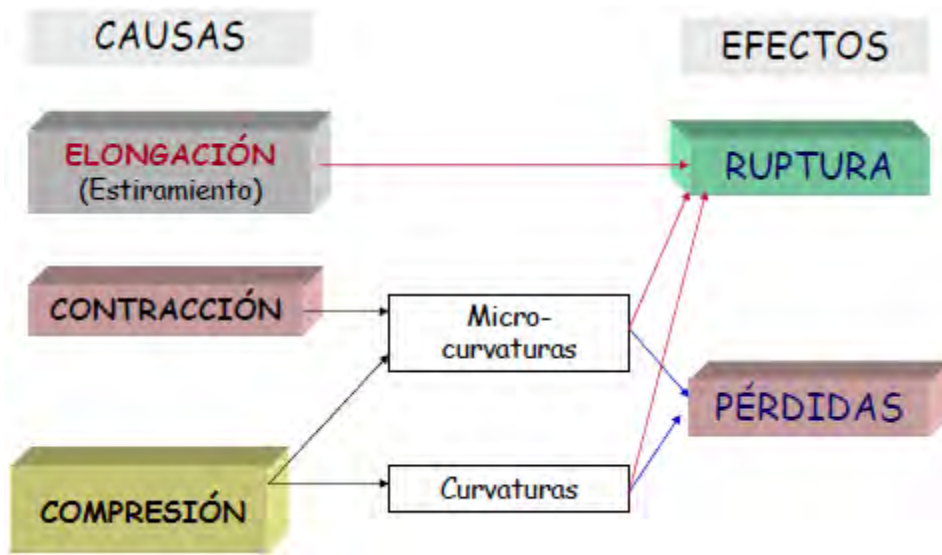 CAUSAS
EFECTOS
ELONGACIÓN
(Estiramiento)
RUPTURA
CONTRACCIÓN
Micro-
curvaturas
PÉRDIDAS
COMPRESIÓN
Curvaturas